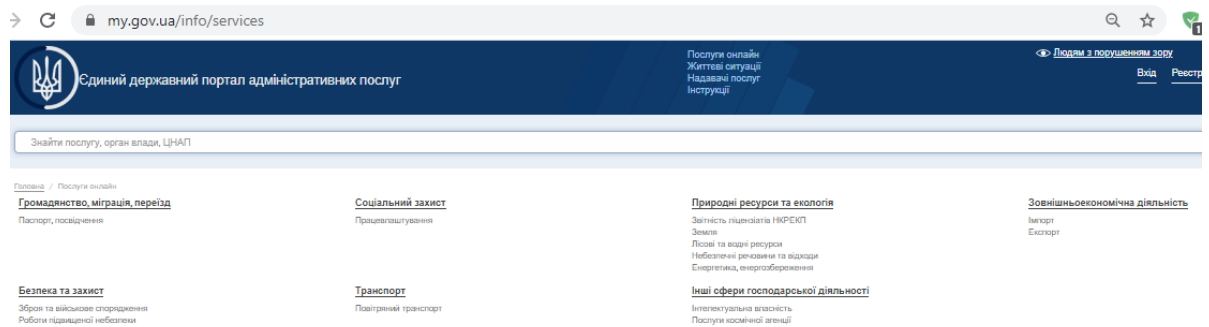 my.gov.ua/info/services
1
Єдиний державний портал адміністративних послуг
Послуги онлайн
Життєві ситуації
Надавачі послуг
Інструкції
Людям з порушенням зору
Вхід Реєстр
Знайти послугу, орган влади, ЦНАП
Головна / Послуги онлайн
Громадянство, міграція, переїзд
Паспорт, посвідчення
Соціальний захист
Працевлаштування
Природні ресурси та екологія
Звітність ліцензіатів НКРЕКП
Земля
Лісові та водні ресурси
Небезпечні речовини та відходи
Енергетика, енергозбереження
Зовнішньоекономічна діяльність
Імпорт
Експорт
Безпека та захист
Зброя та військове спорядження
Роботи підвищеної небезпеки
Транспорт
Повітряний транспорт
Інші сфери господарської діяльності
Інтелектуальна власність
Послуги космічної агенції